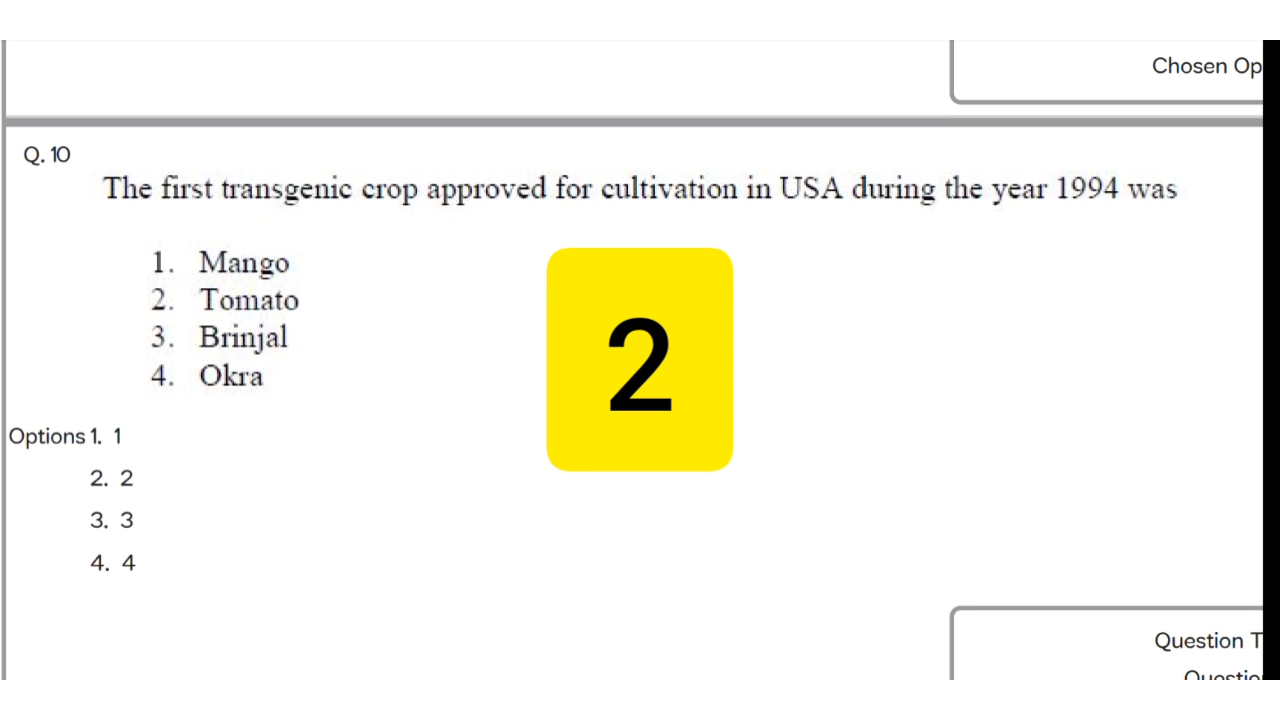 Chosen Op
Q. 10
The first transgenic crop approved for cultivation in USA during the year 1994 was
1. Mango
2. Tomato
3. Brinjal
4. Okra
2
Options 1. 1
2. 2
3. 3
4. 4
Question T
Question